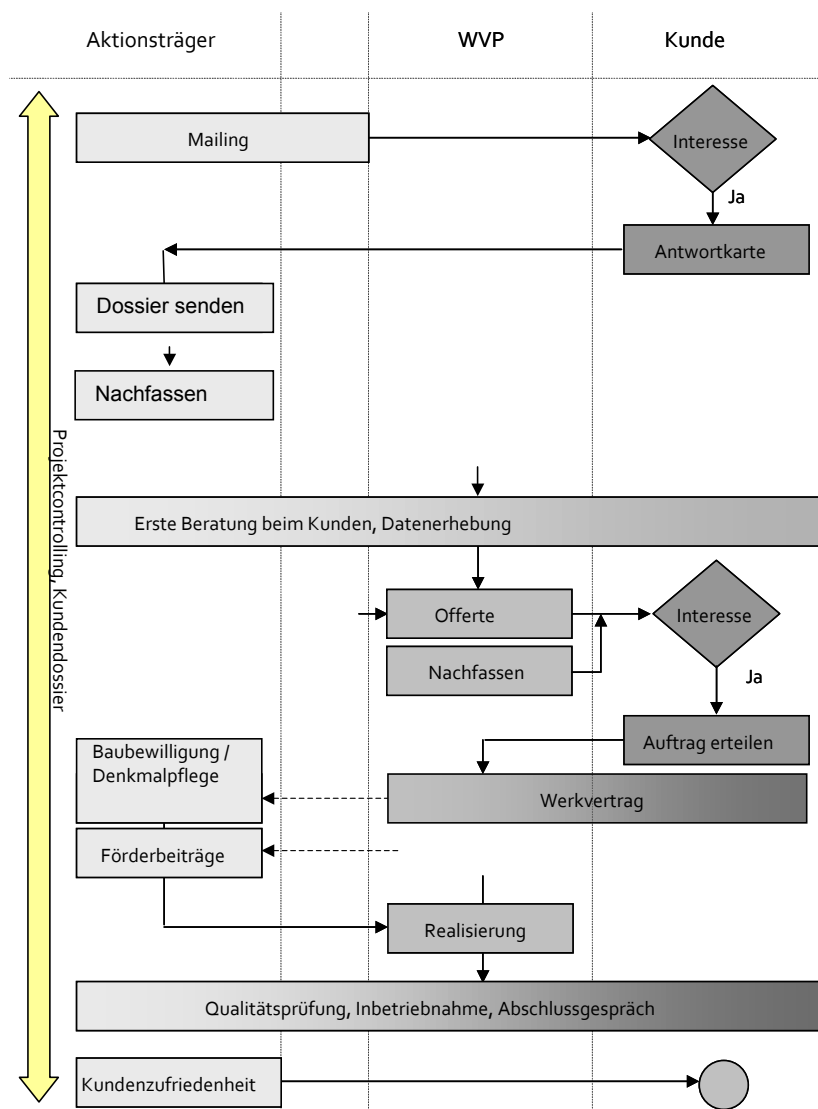 Aktionsträger WVP Kunde
Mailing
Interesse
Ja
Antwortkarte
Dossier senden
Nachfassen
Projektcontrolling, Kundendossier
Erste Beratung beim Kunden, Datenerhebung
Offerte
Interesse
Nachfassen
Ja
Auftrag erteilen
Baubewilligung /
Denkmalpflege
Werkvertrag
Förderbeiträge
Realisierung
Qualitätsprüfung, Inbetriebnahme, Abschlussgespräch
Kundenzufriedenheit